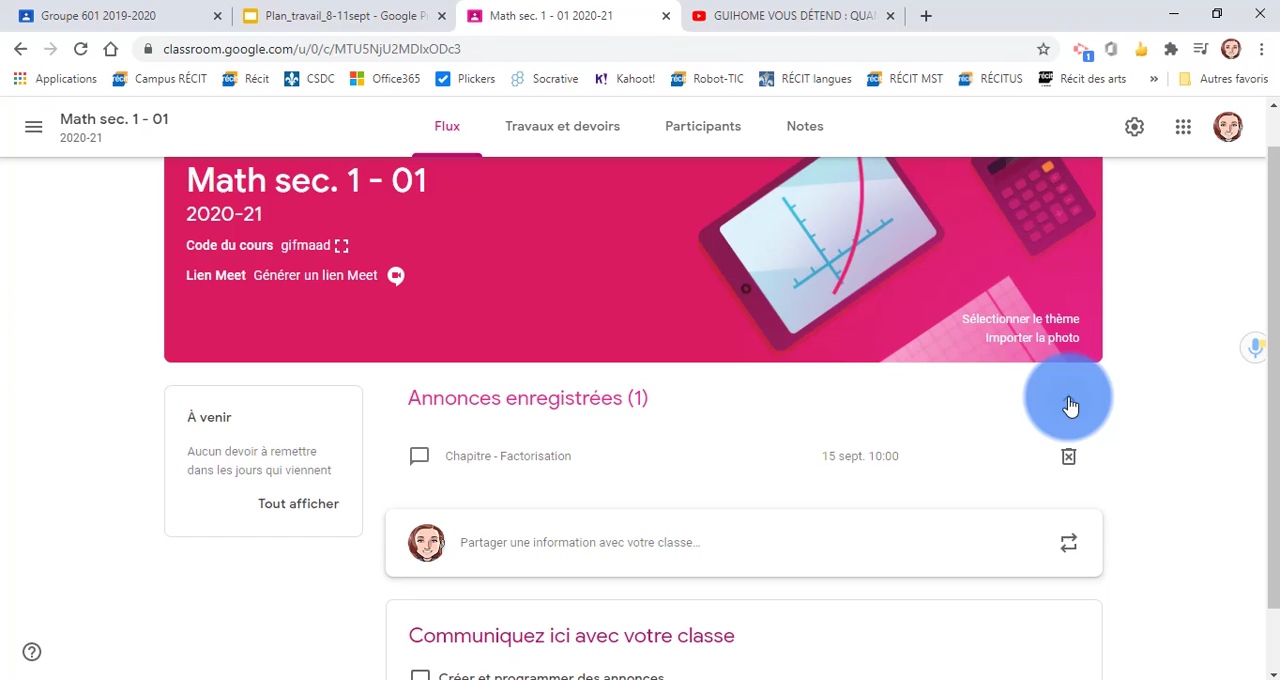 Groupe 601 2019-2020
Plan_travail_8-11sept - Google P
Math sec. 1 - 01 2020-21
GUIHOME VOUS DÉTEND : QUA
classroom.google.com/u/0/c/MTU5NjU2MDIxODc3
1
Applications
Campus RÉCIT
Récit
CSDC
Office365
Plickers
Socrative
K! Kahoot!
Robot-TIC
RÉCIT langues
RÉCIT MST
RÉCITUS
Récit des arts
»
Autres favoris
Math sec. 1 - 01
2020-21
Flux
Travaux et devoirs
Participants
Notes
Math sec. 1 - 01
2020-21
Code du cours gifmaad
Lien Meet Générer un lien Meet
Sélectionner le thème
Importer la photo
À venir
Aucun devoir à remettre
dans les jours qui viennent
Tout afficher
Annonces enregistrées (1)
Chapitre - Factorisation
15 sept. 10:00
Partager une information avec votre classe...
Communiquez ici avec votre classe
Créer et programmer des annonces